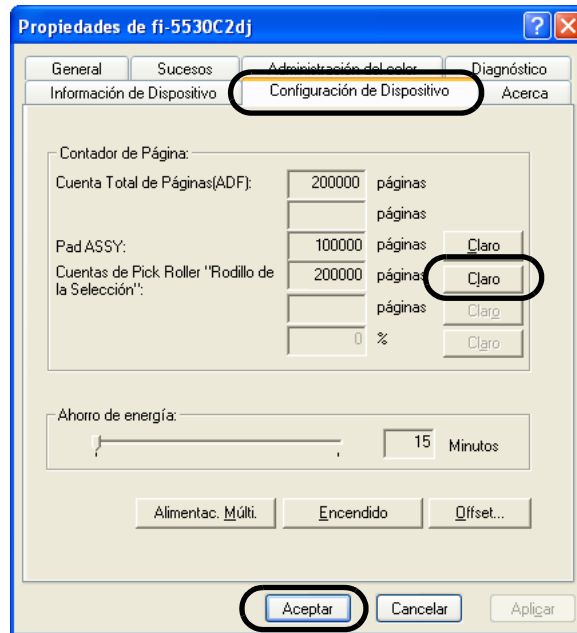 Propiedades de fi-5530C2dj
General Sucesos Administración del color Diagnóstico
Información de Dispositivo Configuración de Dispositivo Acerca
Contador de Página:
Cuenta Total de Páginas(ADF): 200000 páginas
páginas
Pad ASSY: 100000 páginas Claro
Cuentas de Pick Roller "Rodillo de la Selección": 200000 páginas Claro
páginas Claro
0 % Claro
Ahorro de energía:
15 Minutos
Alimentac. Múlti. Encendido Offset...
Aceptar Cancelar Aplicar